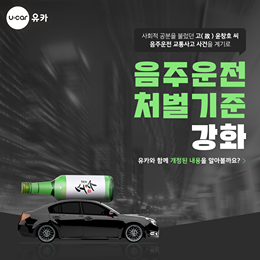 u-car 유카
사회적 공분을 불렀던 고(故) 윤창호 씨
음주운전 교통사고 사건을 계기로
음주운전
처벌기준
강화
유카와 함께 개정된 내용을 알아볼까요?
소주